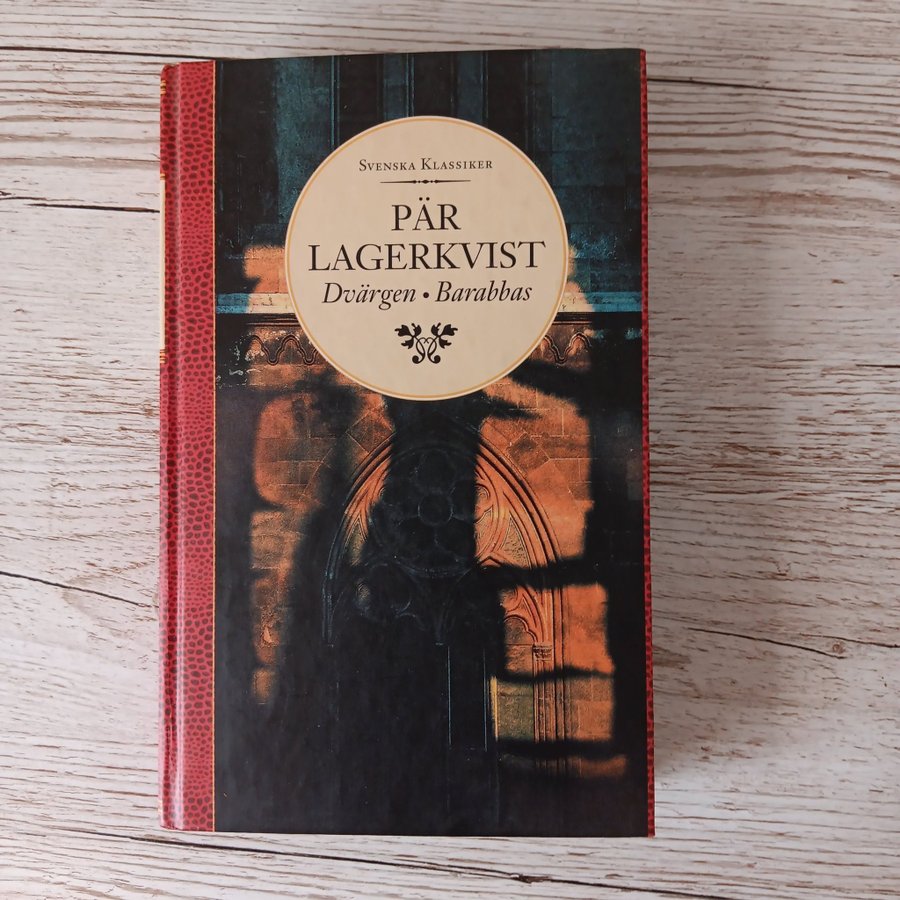 SVENSKA KLASSIKER
PÄR
LAGERKVIST
Dvärgen • Barabbas